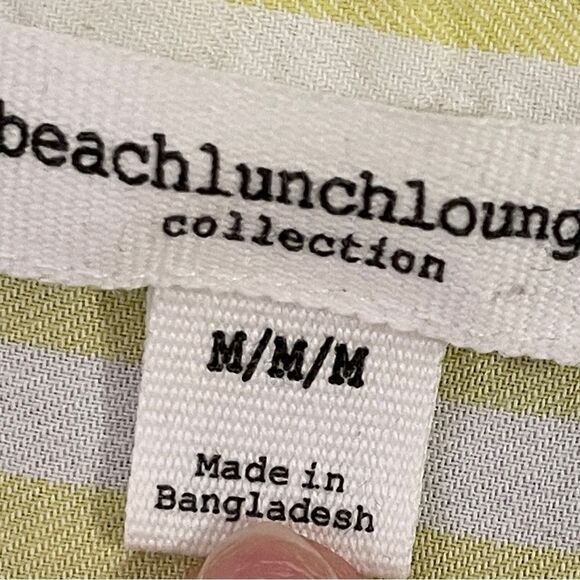 beachlunchloung
collection
M/M/M
Made in
Bangladesh